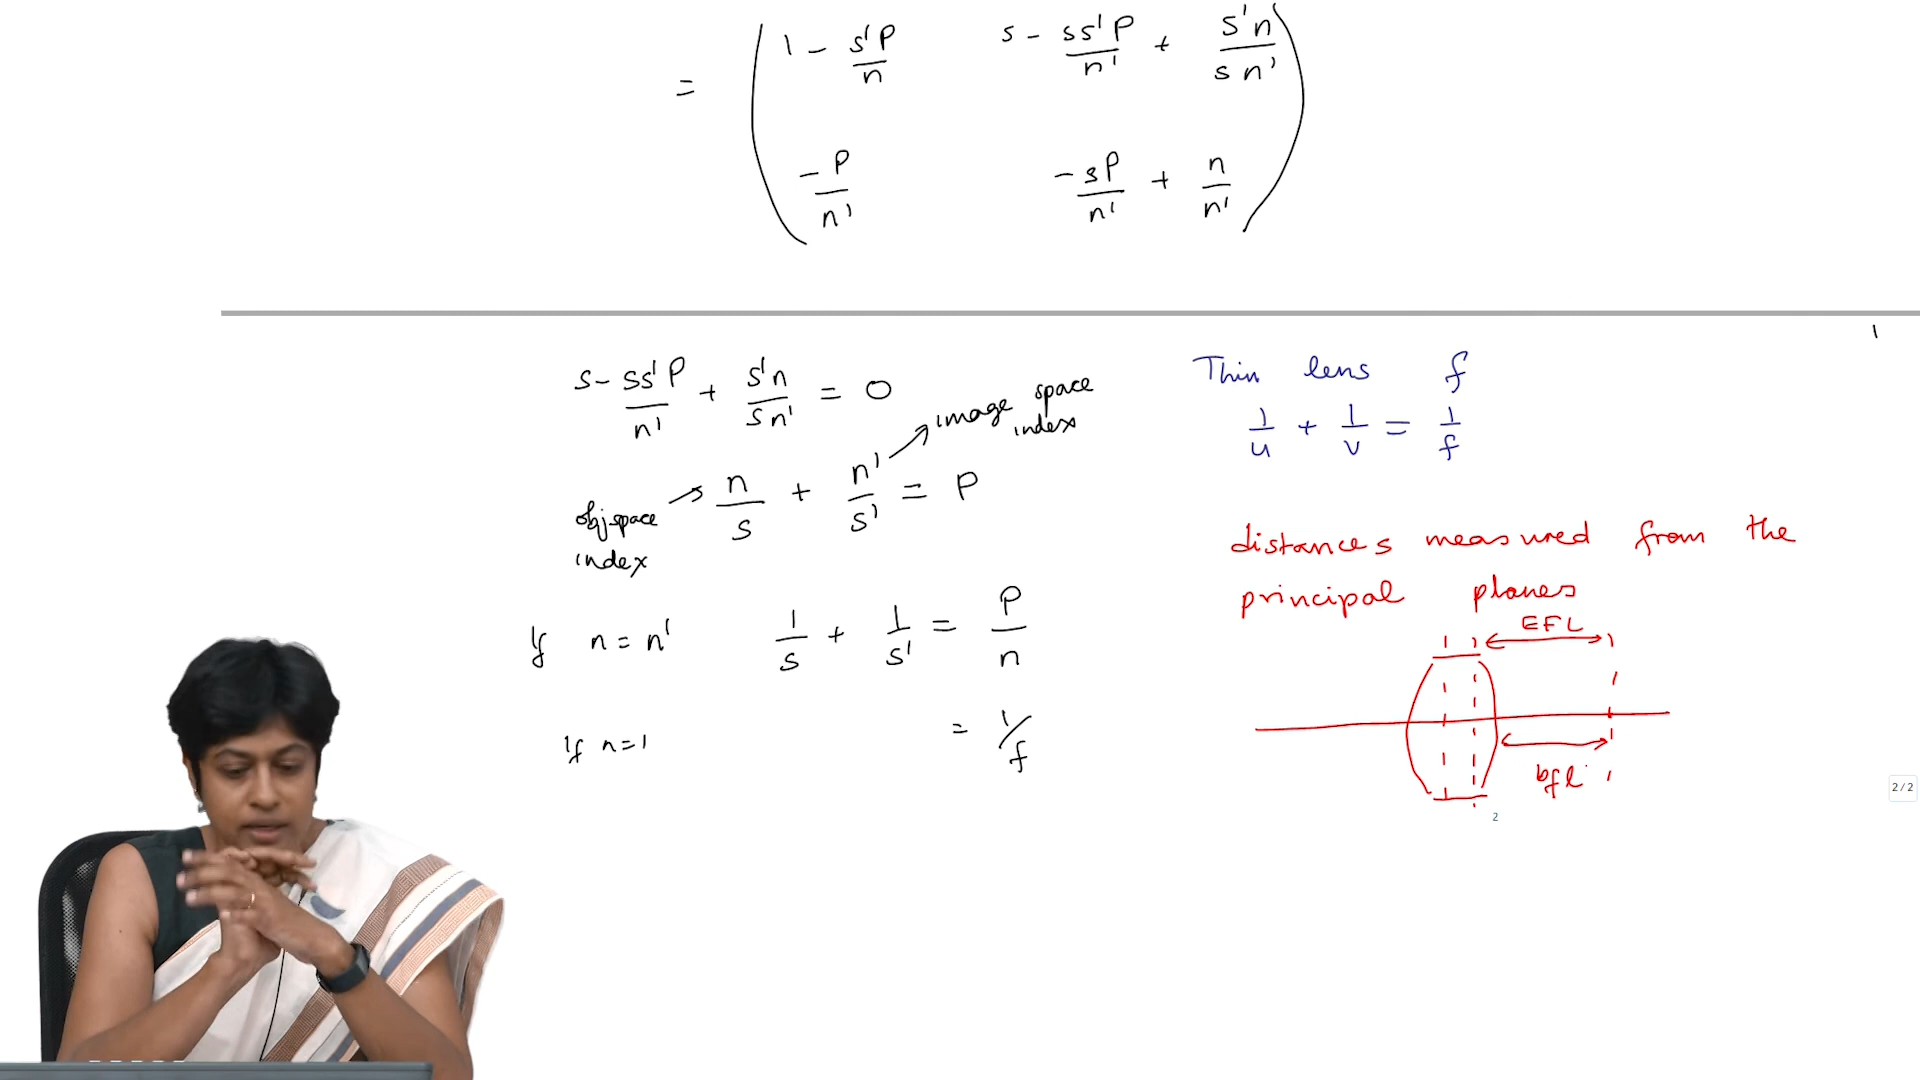 = ( 1 - s'P/n    s - ss'P/n' + s'n/sn'
-P/n'    -sP/n' + n/n' )
1
s - ss'P/n' + s'n/sn' = 0
image space
index
n/s + n'/s' = P
obj space
index
If n = n'    1/s + 1/s' = P/n
If n=1    = 1/f
Thin lens f
1/u + 1/v = 1/f
distances measured from the
principal planes
EFL
bfl
2
2 / 2